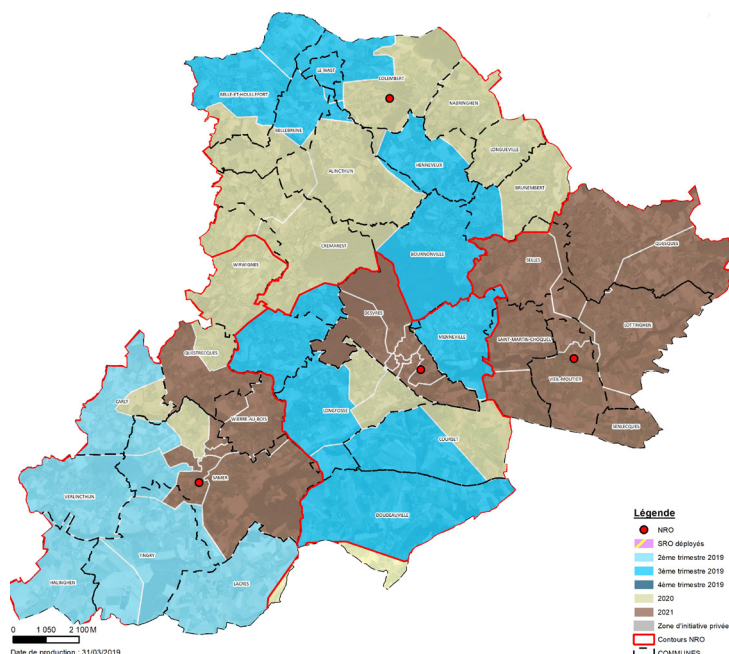 LE WAST
COLEMBERT
BELLE-ET-HOULLEFORT
NABRINGHEN
BELLEBRUNE
LONGUEVILLE
HENNEVEUX
ALINCTHUN
BRUNEMBERT
CREMAREST
QUESQUES
BOURNONVILLE
SELLES
WIRWIGNES
DESVRES
LOTTINGHEN
MENNEVILLE
SAINT-MARTIN-CHOQUEL
QUESTRECQUES
VIEIL-MOUTIER
CARLY
LONGFOSSE
WIERRE-AU-BOIS
SENLECQUES
COURSET
SAMER
VERLINCTHUN
DOUDEAUVILLE
TINGRY
HALINGHEN
LACRES
Légende
NRO
SRO déployés
2ème trimestre 2019
3ème trimestre 2019
4ème trimestre 2019
2020
2021
Zone d'initiative privée
Contours NRO
COMMUNES
0 1 050 2 100 M
Date de production : 31/03/2019